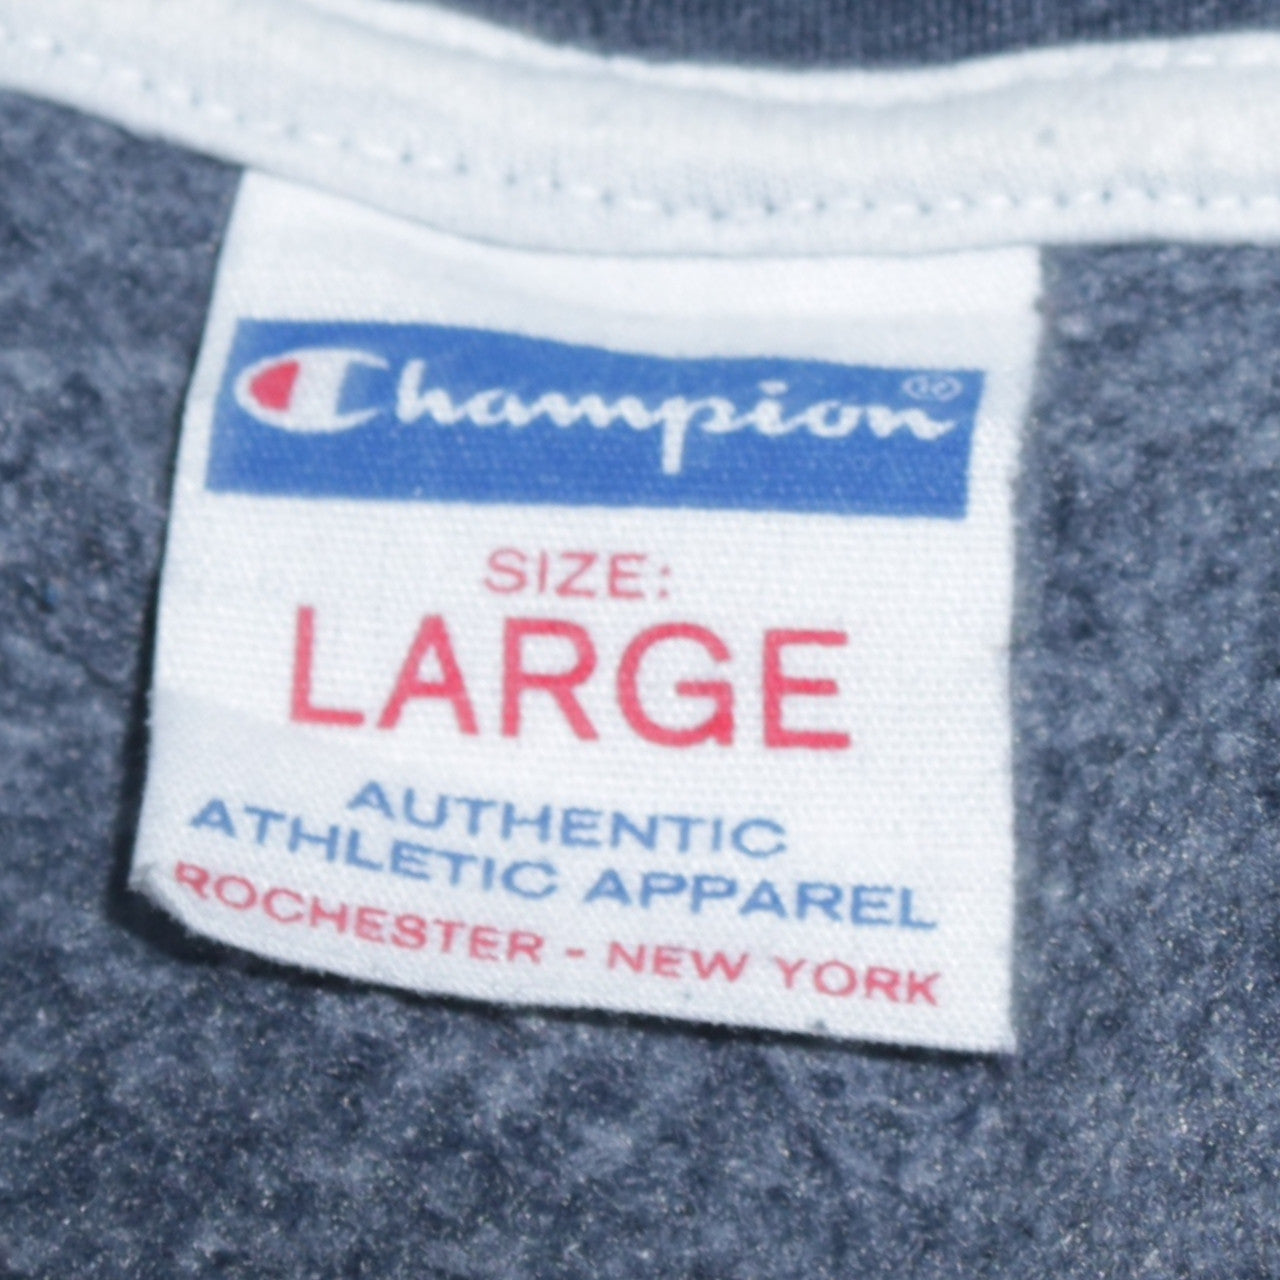 Champion
SIZE:
LARGE
AUTHENTIC
ATHLETIC APPAREL
ROCHESTER - NEW YORK